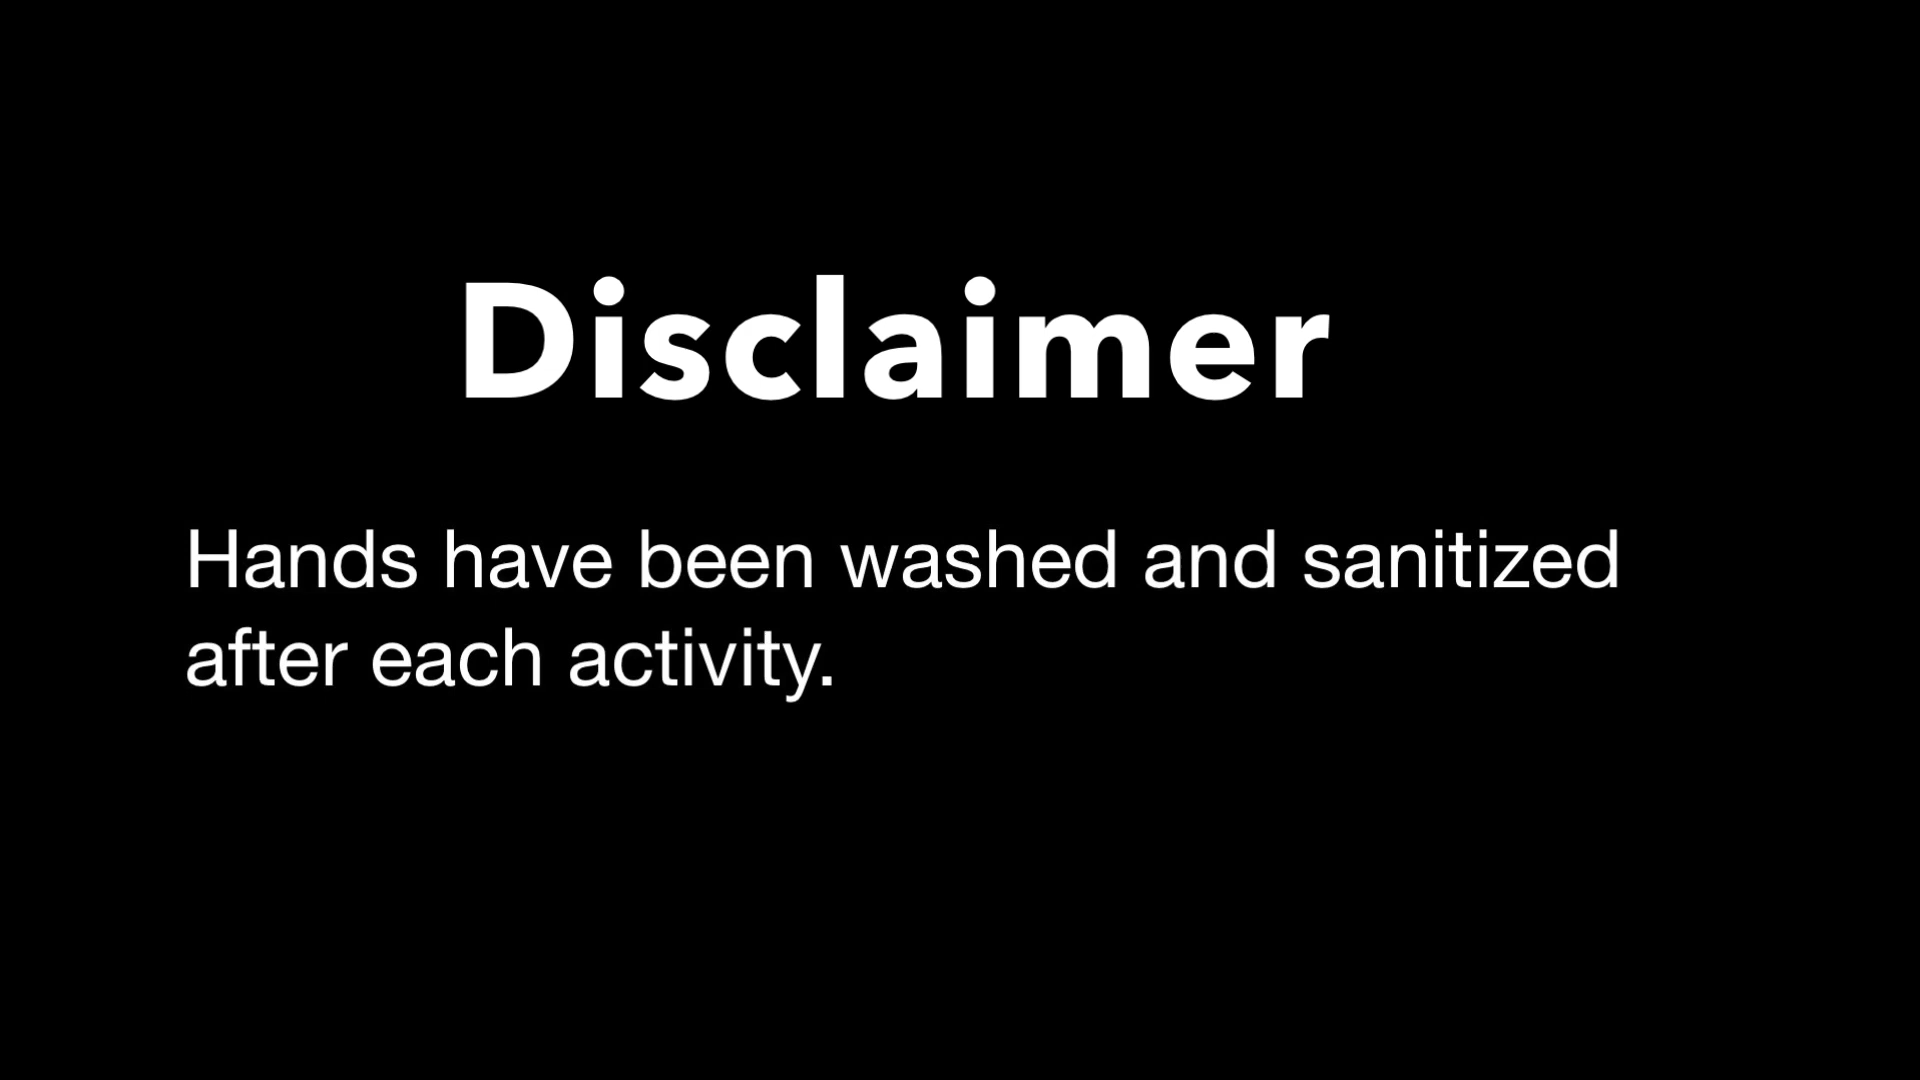 Disclaimer
Hands have been washed and sanitized
after each activity.